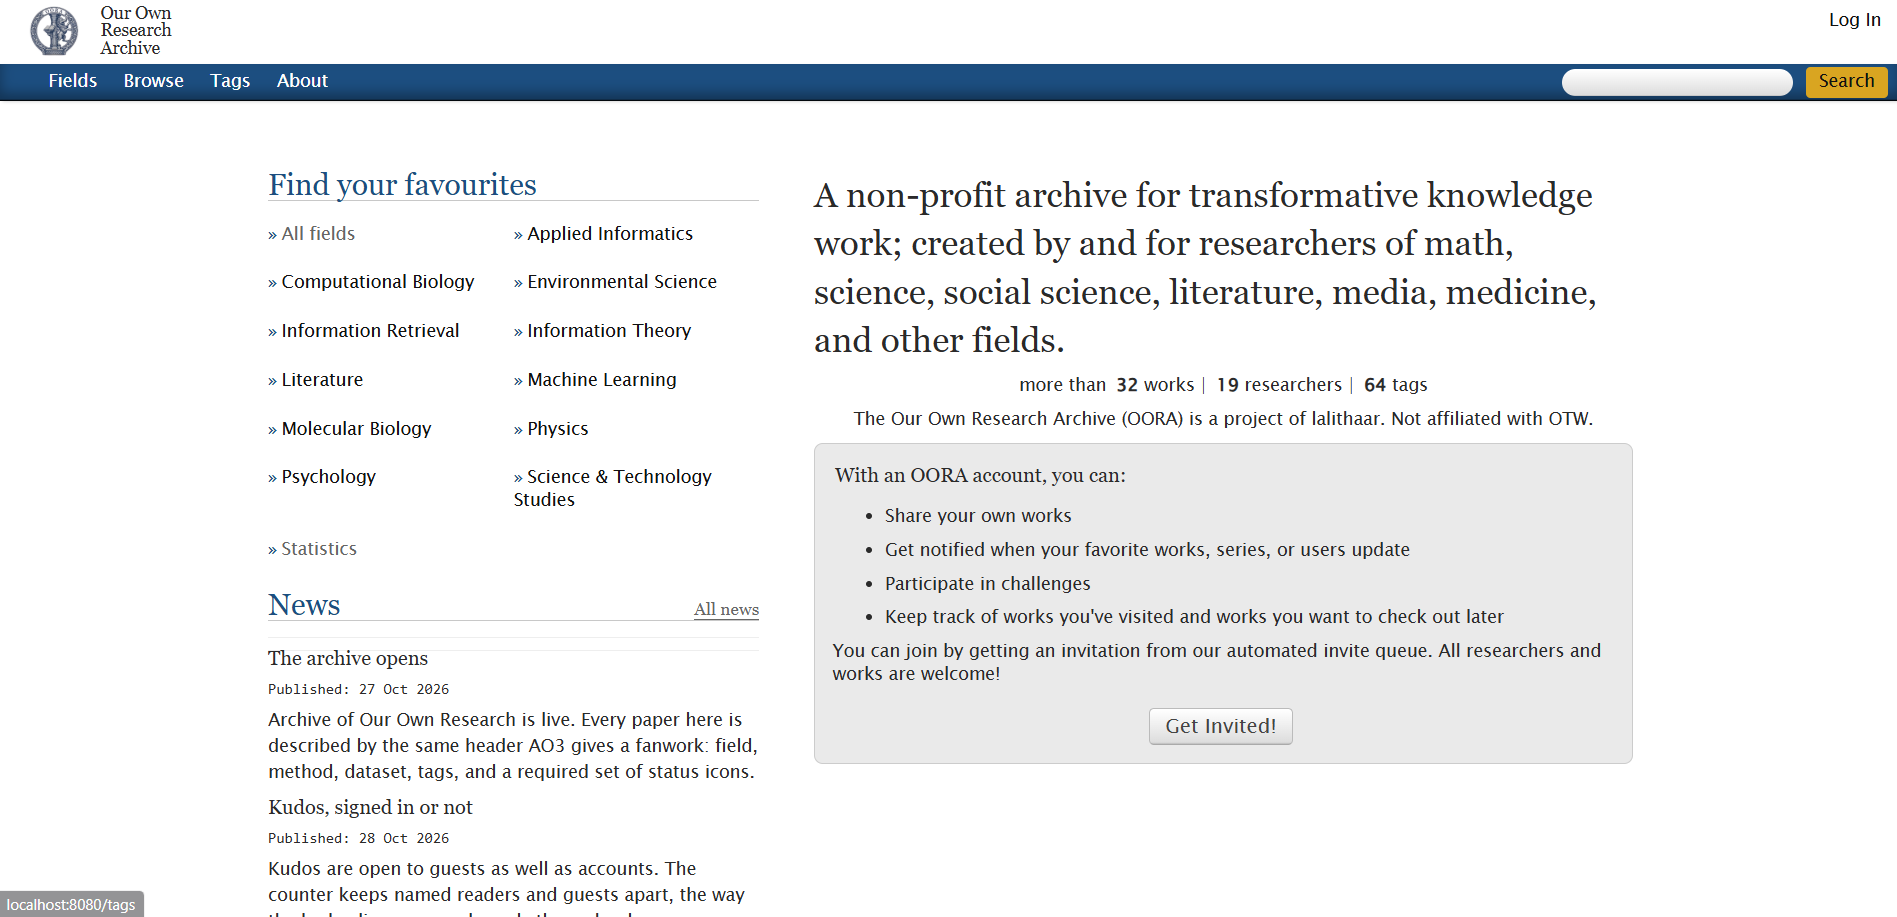 Our Own
Research
Archive
Log In
Fields Browse Tags About
Search
Find your favourites
» All fields
» Applied Informatics
» Computational Biology
» Environmental Science
» Information Retrieval
» Information Theory
» Literature
» Machine Learning
» Molecular Biology
» Physics
» Psychology
» Science & Technology
Studies
» Statistics
News
All news
The archive opens
Published: 27 Oct 2026
Archive of Our Own Research is live. Every paper here is
described by the same header AO3 gives a fanwork: field,
method, dataset, tags, and a required set of status icons.
Kudos, signed in or not
Published: 28 Oct 2026
Kudos are open to guests as well as accounts. The
counter keeps named readers and guests apart, the way
A non-profit archive for transformative knowledge
work; created by and for researchers of math,
science, social science, literature, media, medicine,
and other fields.
more than 32 works | 19 researchers | 64 tags
The Our Own Research Archive (OORA) is a project of lalithaar. Not affiliated with OTW.
With an OORA account, you can:
• Share your own works
• Get notified when your favorite works, series, or users update
• Participate in challenges
• Keep track of works you've visited and works you want to check out later
You can join by getting an invitation from our automated invite queue. All researchers and
works are welcome!
Get Invited!
localhost:8080/tags